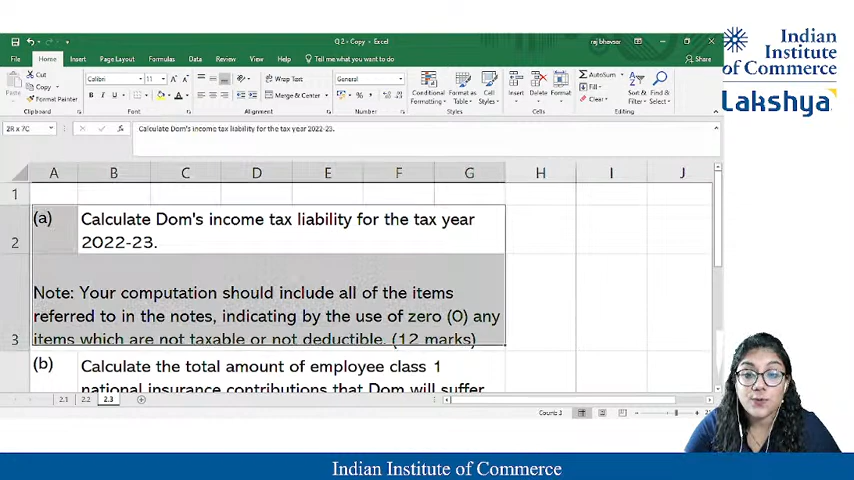 Q 2 - Copy - Excel
raj bhavsar
File
Home
Insert
Page Layout
Formulas
Data
Review
View
Help
Tell me what you want to do
Share
Cut
Copy
Format Painter
Paste
Clipboard
Calibri
11
Font
Wrap Text
Merge & Center
Alignment
General
Number
Conditional Formatting
Format as Table
Cell Styles
Styles
Insert
Delete
Format
Cells
AutoSum
Fill
Clear
Sort & Filter
Find & Select
Editing
2R x 7C
Calculate Dom's income tax liability for the tax year 2022-23.
A B C D E F G H I J
1
(a) Calculate Dom's income tax liability for the tax year
2 2022-23.
Note: Your computation should include all of the items
referred to in the notes, indicating by the use of zero (0) any
3 items which are not taxable or not deductible. (12 marks)
(b) Calculate the total amount of employee class 1
national insurance contributions that Dom will suffer
2.1 2.2 2.3
Count: 3
Indian
Institute
of Commerce
Lakshya
Indian Institute of Commerce